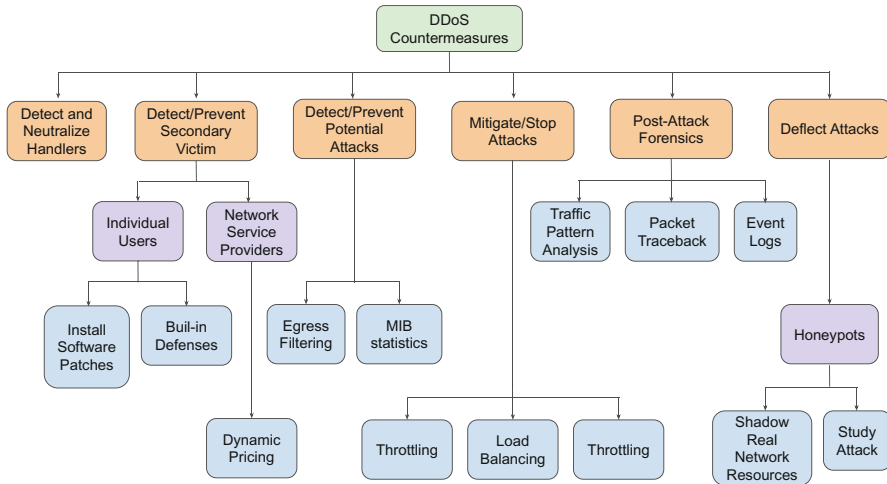 DDoS
Countermeasures
Detect and
Neutralize
Handlers
Detect/Prevent
Secondary
Victim
Detect/Prevent
Potential
Attacks
Mitigate/Stop
Attacks
Post-Attack
Forensics
Deflect Attacks
Individual
Users
Network
Service
Providers
Traffic
Pattern
Analysis
Packet
Traceback
Event
Logs
Install
Software
Patches
Buil-in
Defenses
Egress
Filtering
MIB
statistics
Honeypots
Dynamic
Pricing
Throttling
Load
Balancing
Throttling
Shadow
Real
Network
Resources
Study
Attack